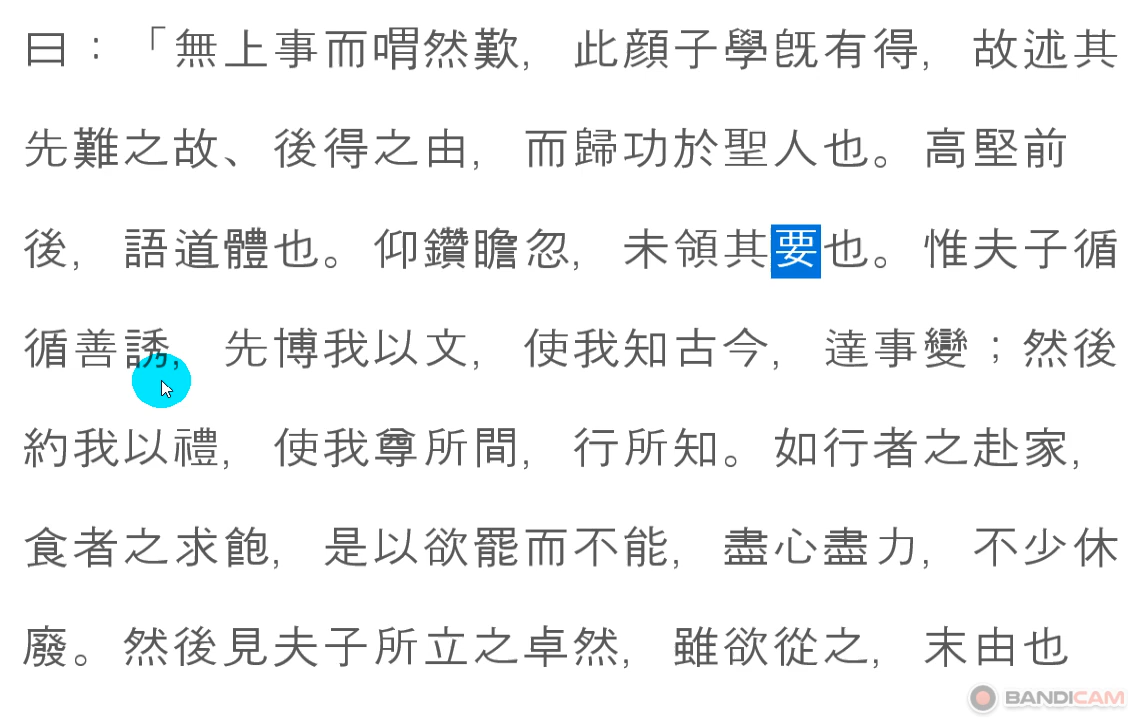 曰：「無上事而喟然歎，此顏子學既有得，故述其
先難之故、後得之由，而歸功於聖人也。高堅前
後，語道體也。仰鑽瞻忽，未領其要也。惟夫子循
循善誘，先博我以文，使我知古今，達事變；然後
約我以禮，使我尊所聞，行所知。如行者之赴家，
食者之求飽，是以欲罷而不能，盡心盡力，不少休
廢。然後見夫子所立之卓然，雖欲從之，末由也
BANDICAM